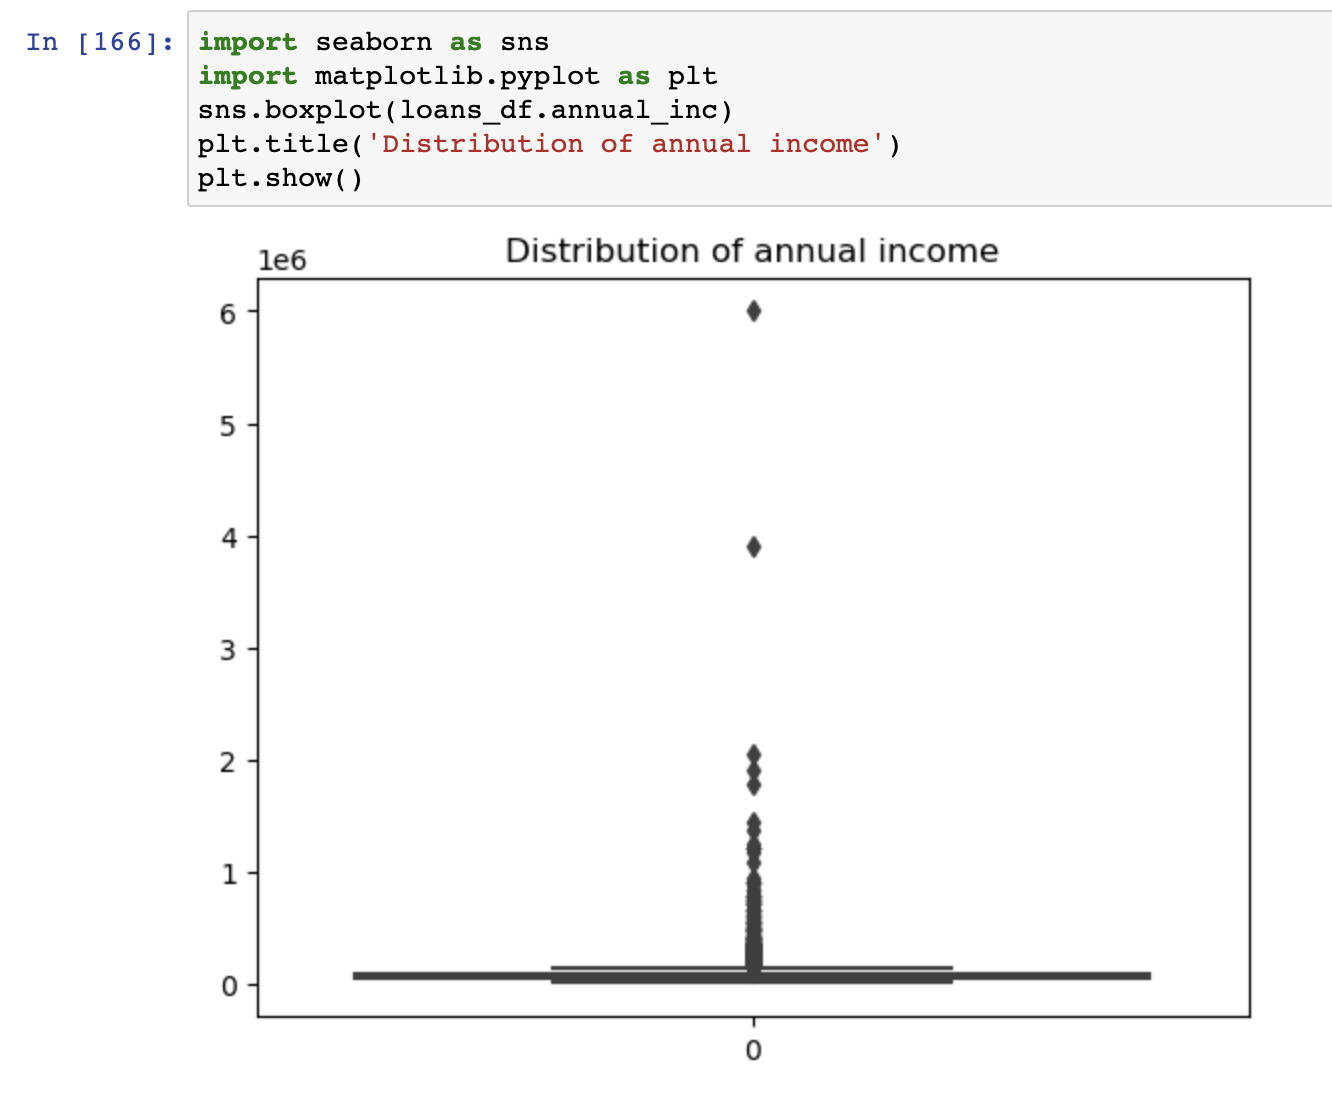 In [166]:
import seaborn as sns
import matplotlib.pyplot as plt
sns.boxplot(loans_df.annual_inc)
plt.title('Distribution of annual income')
plt.show()
Distribution of annual income
1e6
6
5
4
3
2
1
0
0